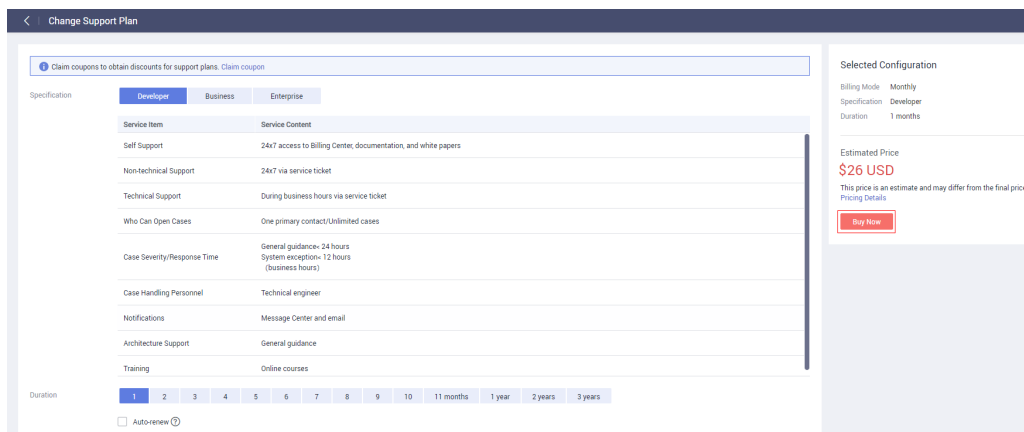 Change Support Plan
Claim coupons to obtain discounts for support plans. Claim coupon
Specification
Developer Business Enterprise
Service Item Service Content
Self Support 24x7 access to Billing Center, documentation, and white papers
Non-technical Support 24x7 via service ticket
Technical Support During business hours via service ticket
Who Can Open Cases One primary contact/Unlimited cases
Case Severity/Response Time
General guidance< 24 hours
System exception< 12 hours
(business hours)
Case Handling Personnel Technical engineer
Notifications Message Center and email
Architecture Support General guidance
Training Online courses
Duration 1 2 3 4 5 6 7 8 9 10 11 months 1 year 2 years 3 years
Auto-renew ?
Selected Configuration
Billing Mode Monthly
Specification Developer
Duration 1 months
Estimated Price
$26 USD
This price is an estimate and may differ from the final price
Pricing Details
Buy Now